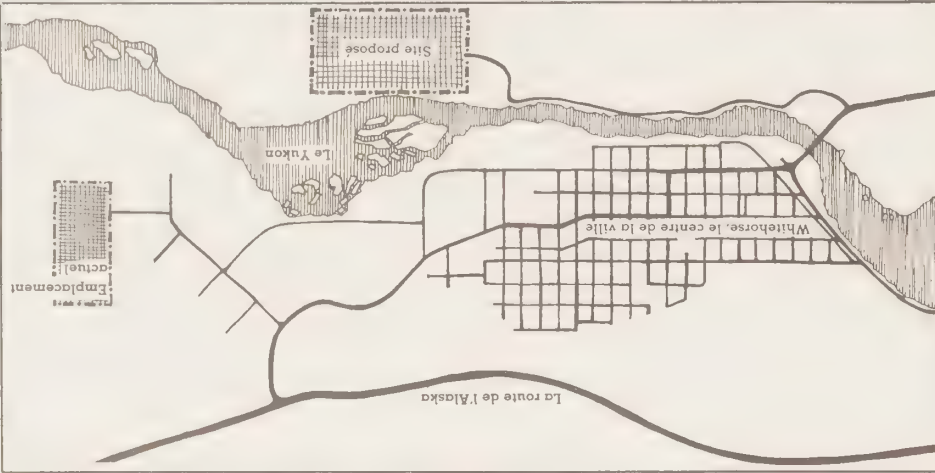 La route de l'Alaska
Emplacement
actuel
Whitehorse, le centre de la ville
Le Yukon
Site proposé